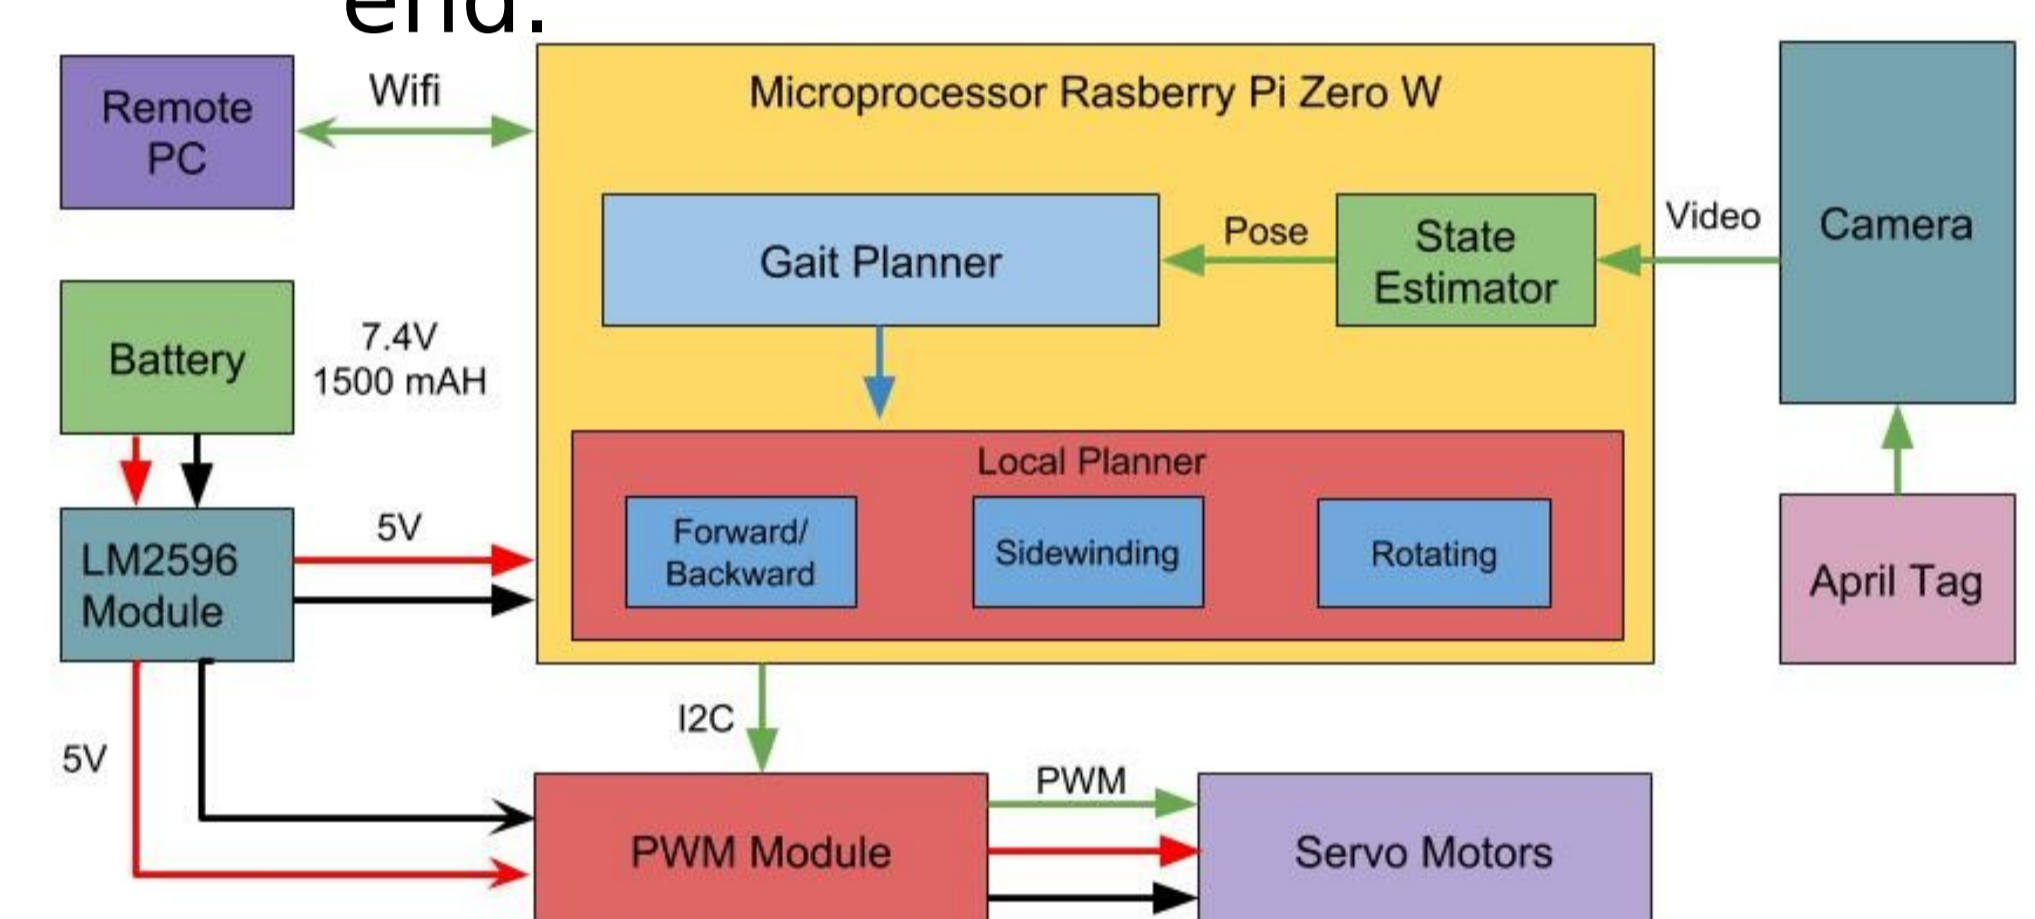 end.
Remote
PC
Wifi
Microprocessor Rasberry Pi Zero W
Gait Planner
Pose
State
Estimator
Video
Camera
Battery
7.4V
1500 mAH
Local Planner
Forward/
Backward
Sidewinding
Rotating
LM2596
Module
5V
April Tag
I2C
5V
PWM Module
PWM
Servo Motors